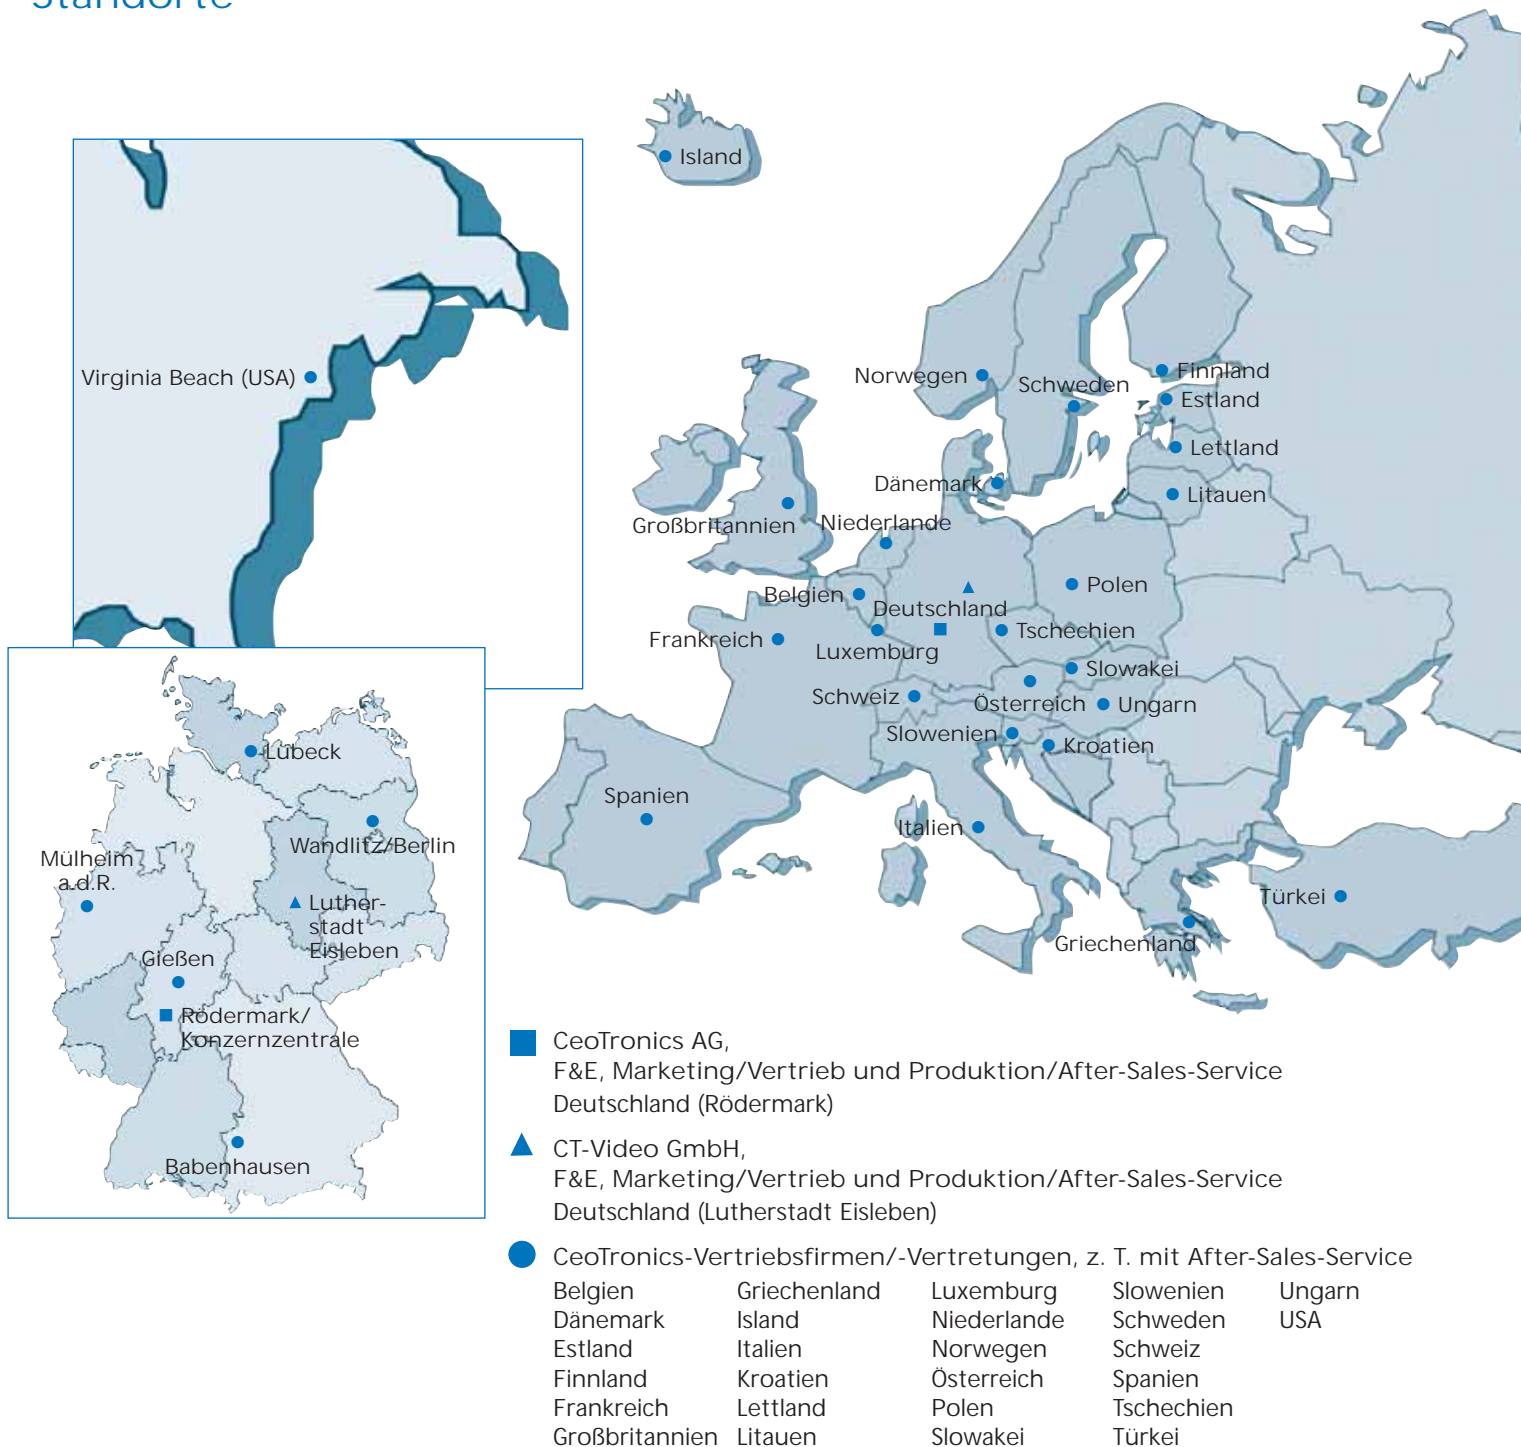 Standorte
Island
Virginia Beach (USA)
Norwegen
Schweden
Finnland
Estland
Lettland
Dänemark
Litauen
Großbritannien
Niederlande
Belgien
Deutschland
Polen
Frankreich
Luxemburg
Tschechien
Slowakei
Schweiz
Österreich
Ungarn
Slowenien
Kroatien
Spanien
Italien
Türkei
Griechenland
Lübeck
Wandlitz/Berlin
Mülheim
a.d.R.
Luther-
stadt
Eisleben
Gießen
Rödermark/
Konzernzentrale
Babenhausen
CeoTronics AG,
F&E, Marketing/Vertrieb und Produktion/After-Sales-Service
Deutschland (Rödermark)
CT-Video GmbH,
F&E, Marketing/Vertrieb und Produktion/After-Sales-Service
Deutschland (Lutherstadt Eisleben)
CeoTronics-Vertriebsfirmen/-Vertretungen, z. T. mit After-Sales-Service
Belgien Griechenland Luxemburg Slowenien Ungarn
Dänemark Island Niederlande Schweden USA
Estland Italien Norwegen Schweiz
Finnland Kroatien Österreich Spanien
Frankreich Lettland Polen Tschechien
Großbritannien Litauen Slowakei Türkei